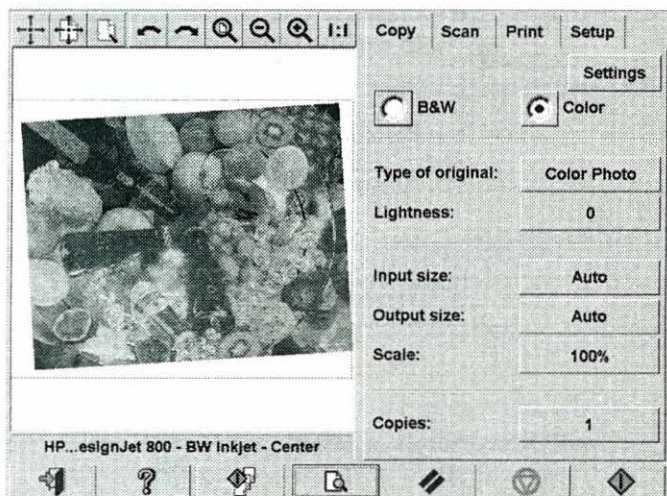 1:1
Copy Scan Print Setup
Settings
B&W Color
Type of original: Color Photo
Lightness: 0
Input size: Auto
Output size: Auto
Scale: 100%
Copies: 1
HP...esignJet 800 - BW inkjet - Center
?